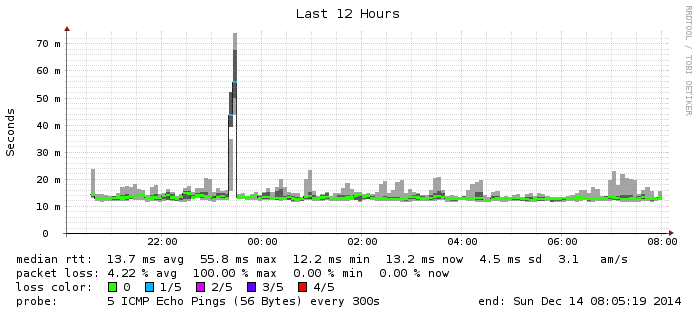 Last 12 Hours
RRDTOOL / TOBI OETIKER
Seconds
70 m
60 m
50 m
40 m
30 m
20 m
10 m
0
22:00 00:00 02:00 04:00 06:00 08:00
median rtt: 13.7 ms avg 55.8 ms max 12.2 ms min 13.2 ms now 4.5 ms sd 3.1 am/s
packet loss: 4.22 % avg 100.00 % max 0.00 % min 0.00 % now
loss color: 0 1/5 2/5 3/5 4/5
probe: 5 ICMP Echo Pings (56 Bytes) every 300s end: Sun Dec 14 08:05:19 2014